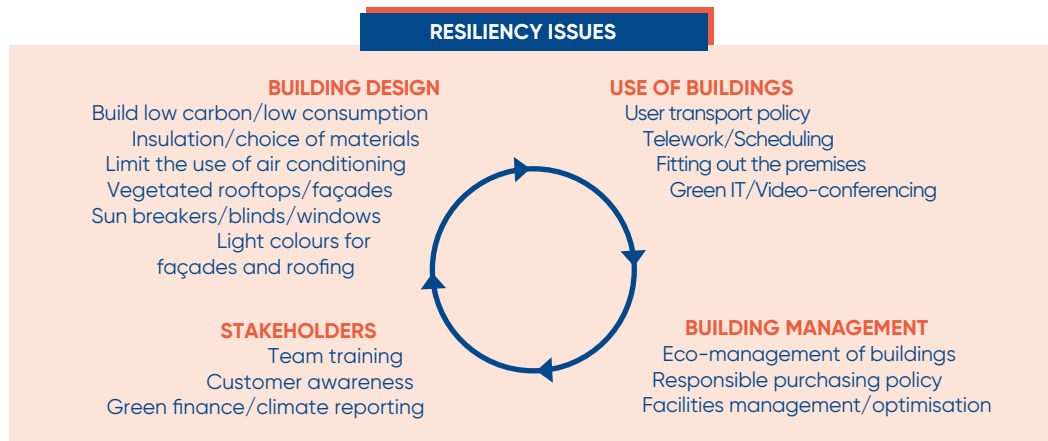 RESILIENCY ISSUES
BUILDING DESIGN
Build low carbon/low consumption
Insulation/choice of materials
Limit the use of air conditioning
Vegetated rooftops/façades
Sun breakers/blinds/windows
Light colours for
façades and roofing
USE OF BUILDINGS
User transport policy
Telework/Scheduling
Fitting out the premises
Green IT/Video-conferencing
STAKEHOLDERS
Team training
Customer awareness
Green finance/climate reporting
BUILDING MANAGEMENT
Eco-management of buildings
Responsible purchasing policy
Facilities management/optimisation